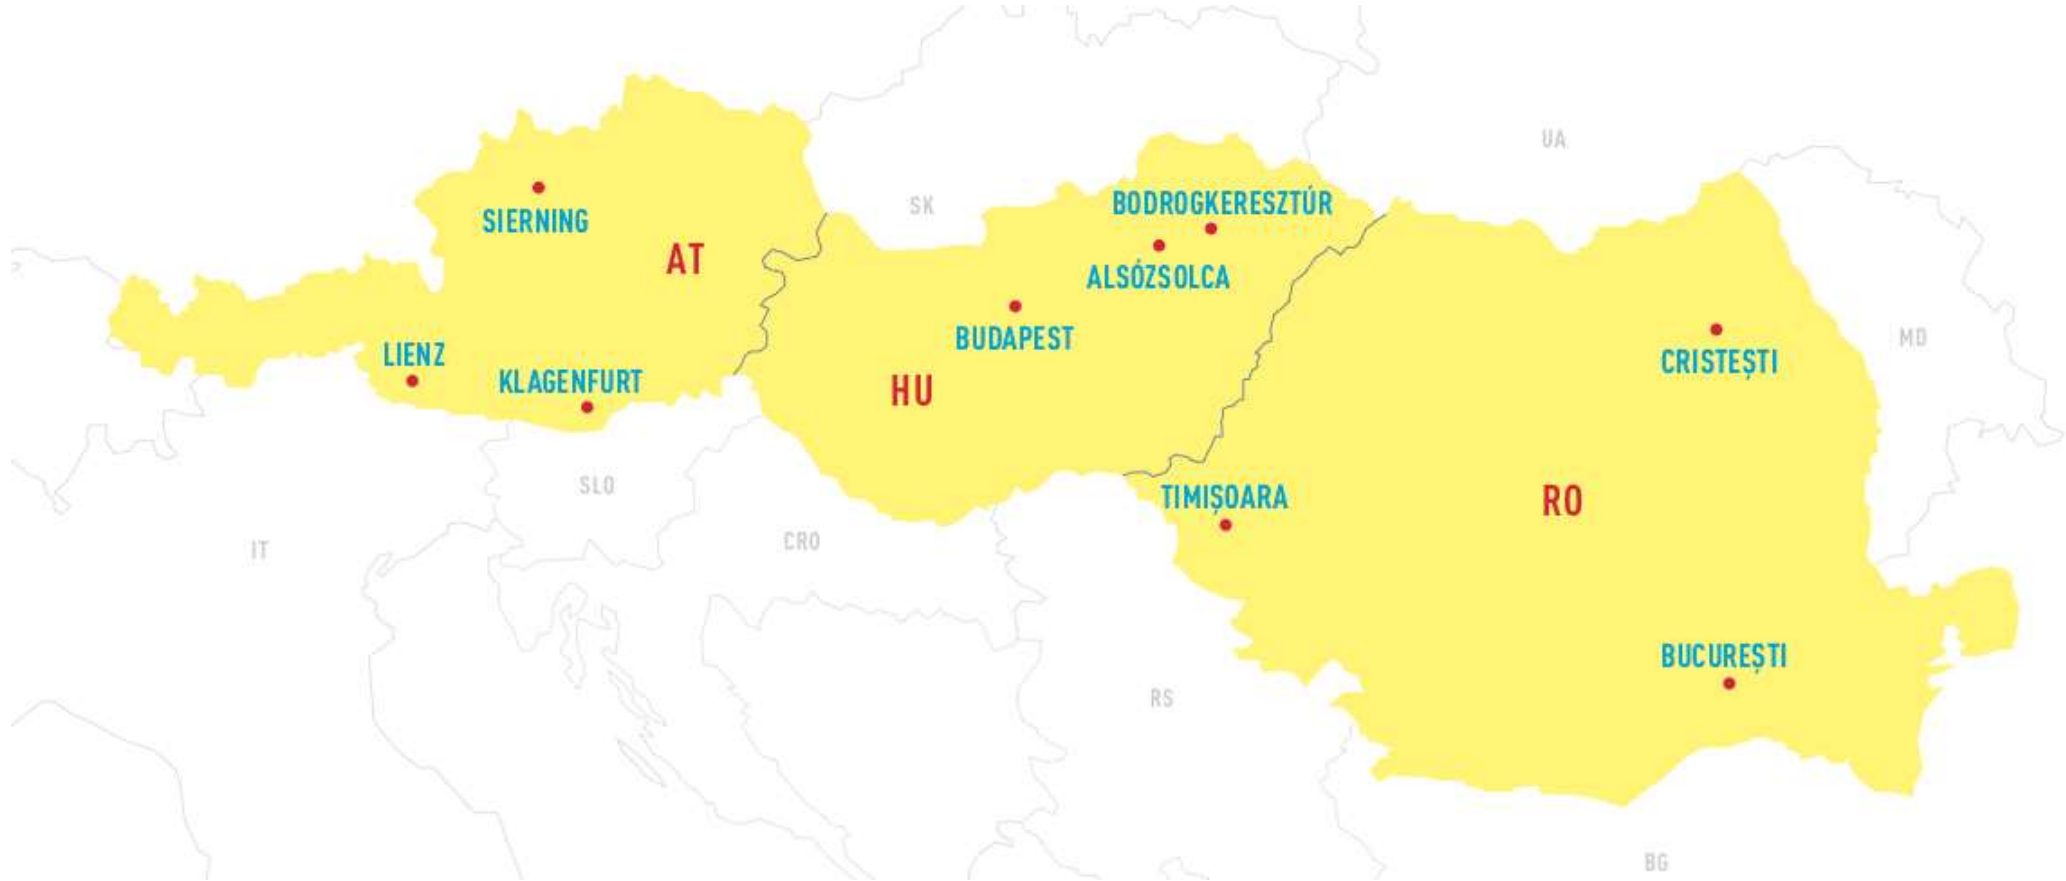 UA
SK
BODROGKERESZTÚR
SIERNING
AT
ALSÓZSOLCA
BUDAPEST
MD
LIENZ
CRISTEȘTI
KLAGENFURT
HU
SLO
TIMIȘOARA
RO
IT
CRO
BUCUREȘTI
RS
BG